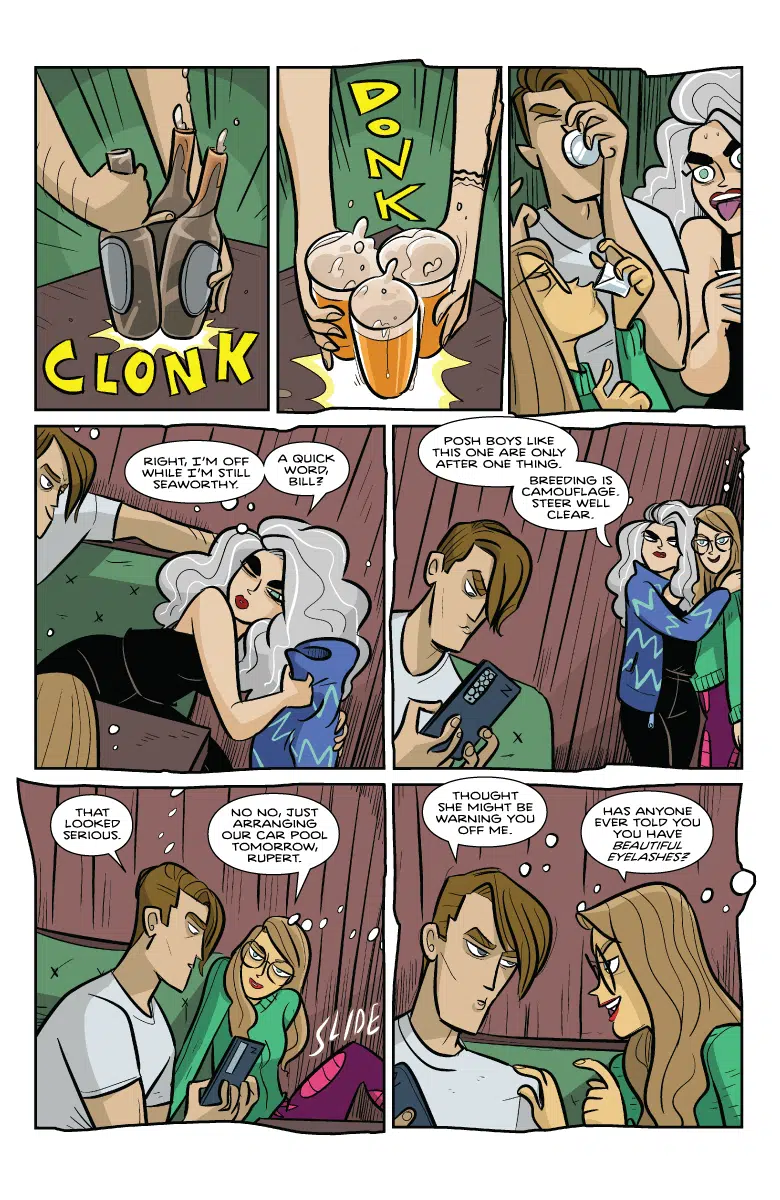 CLONK
DONK
RIGHT, I'M OFF
WHILE I'M STILL
SEAWORTHY.
A QUICK
WORD,
BILL?
POSH BOYS LIKE
THIS ONE ARE ONLY
AFTER ONE THING.
BREEDING IS
CAMOUFLAGE.
STEER WELL
CLEAR.
THAT
LOOKED
SERIOUS.
NO NO, JUST
ARRANGING
OUR CAR POOL
TOMORROW,
RUPERT.
SLIDE
THOUGHT
SHE MIGHT BE
WARNING YOU
OFF ME.
HAS ANYONE
EVER TOLD YOU
YOU HAVE
BEAUTIFUL
EYELASHES?